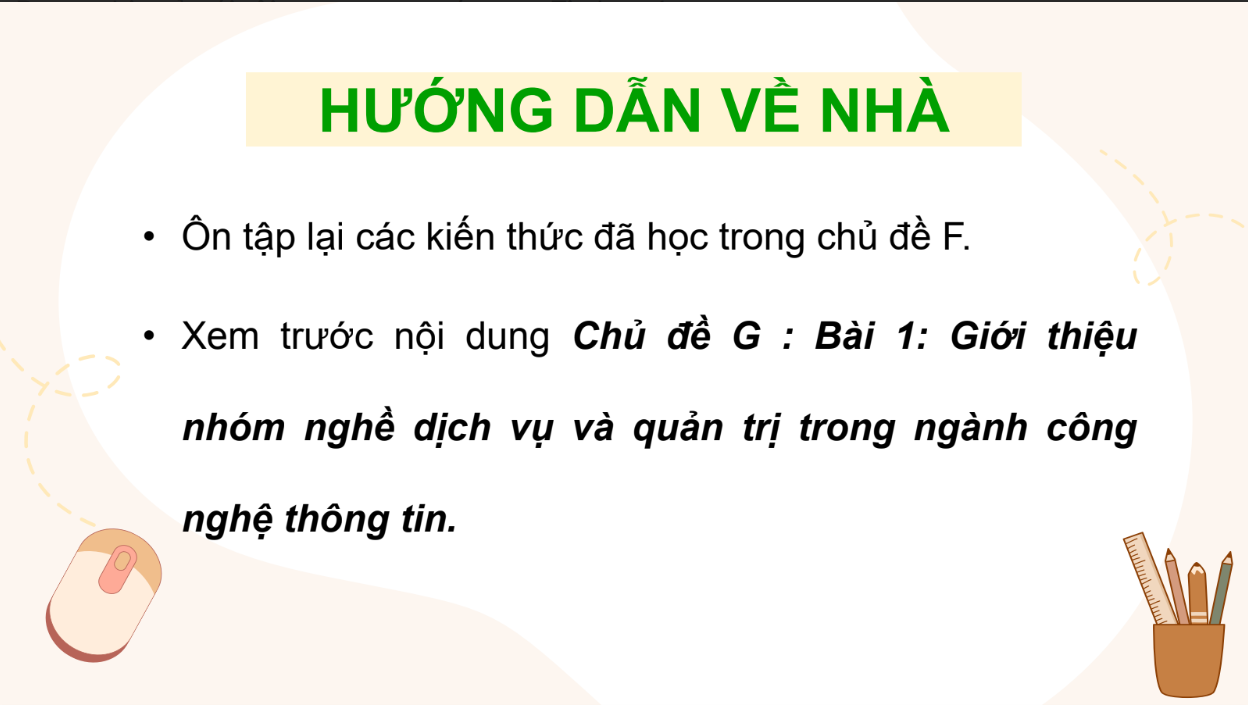 HƯỚNG DẪN VỀ NHÀ
• Ôn tập lại các kiến thức đã học trong chủ đề F.
• Xem trước nội dung Chủ đề G : Bài 1: Giới thiệu
nhóm nghề dịch vụ và quản trị trong ngành công
nghệ thông tin.